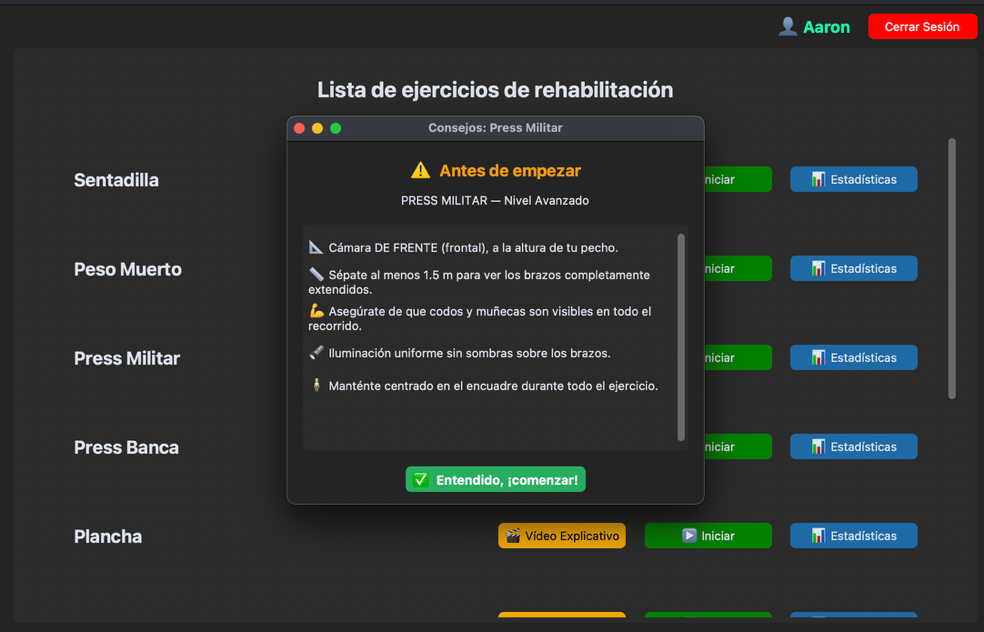 Aaron
Cerrar Sesión
Lista de ejercicios de rehabilitación
Consejos: Press Militar
Antes de empezar
PRESS MILITAR — Nivel Avanzado
Cámara DE FRENTE (frontal), a la altura de tu pecho.
Sépate al menos 1.5 m para ver los brazos completamente
extendidos.
Asegúrate de que codos y muñecas son visibles en todo el
recorrido.
Iluminación uniforme sin sombras sobre los brazos.
Manténte centrado en el encuadre durante todo el ejercicio.
Entendido, ¡comenzar!
Sentadilla
niciar
Estadísticas
Peso Muerto
niciar
Estadísticas
Press Militar
niciar
Estadísticas
Press Banca
niciar
Estadísticas
Plancha
Vídeo Explicativo
Iniciar
Estadísticas